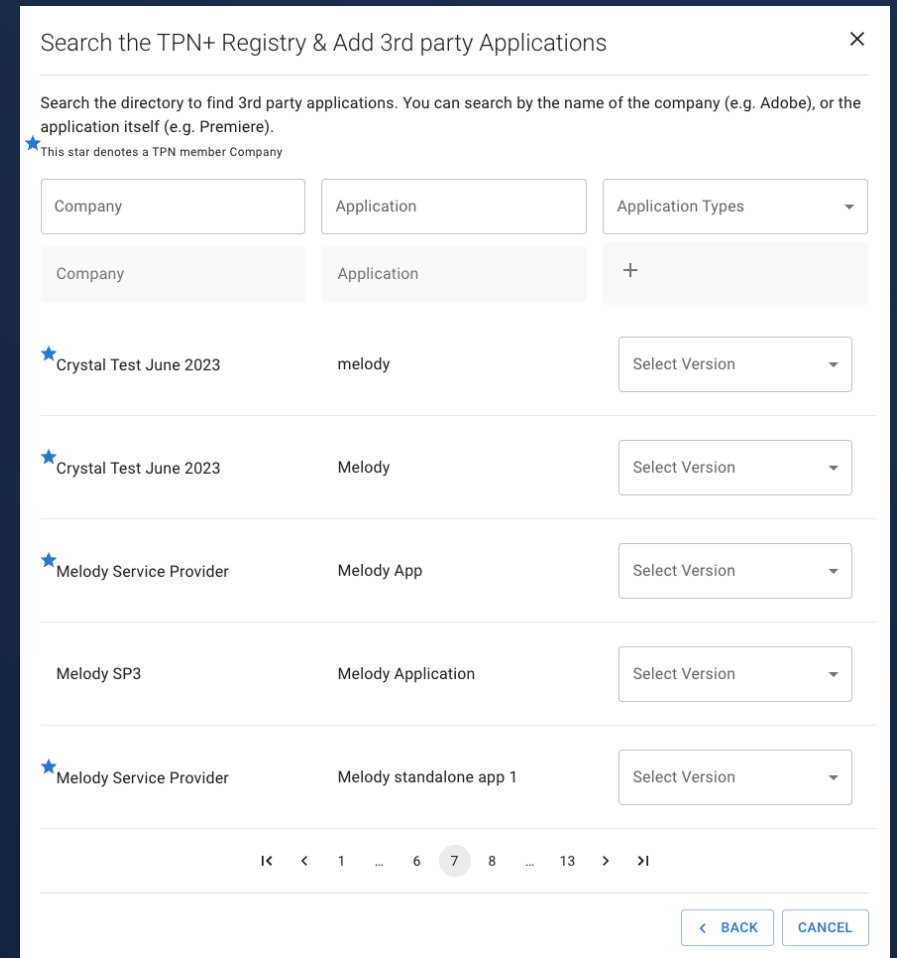 Search the TPN+ Registry & Add 3rd party Applications
Search the directory to find 3rd party applications. You can search by the name of the company (e.g. Adobe), or the
application itself (e.g. Premiere).
This star denotes a TPN member Company
Company Application Application Types
Company Application +
Crystal Test June 2023 melody Select Version
Crystal Test June 2023 Melody Select Version
Melody Service Provider Melody App Select Version
Melody SP3 Melody Application Select Version
Melody Service Provider Melody standalone app 1 Select Version
1 ... 6 7 8 ... 13
BACK CANCEL